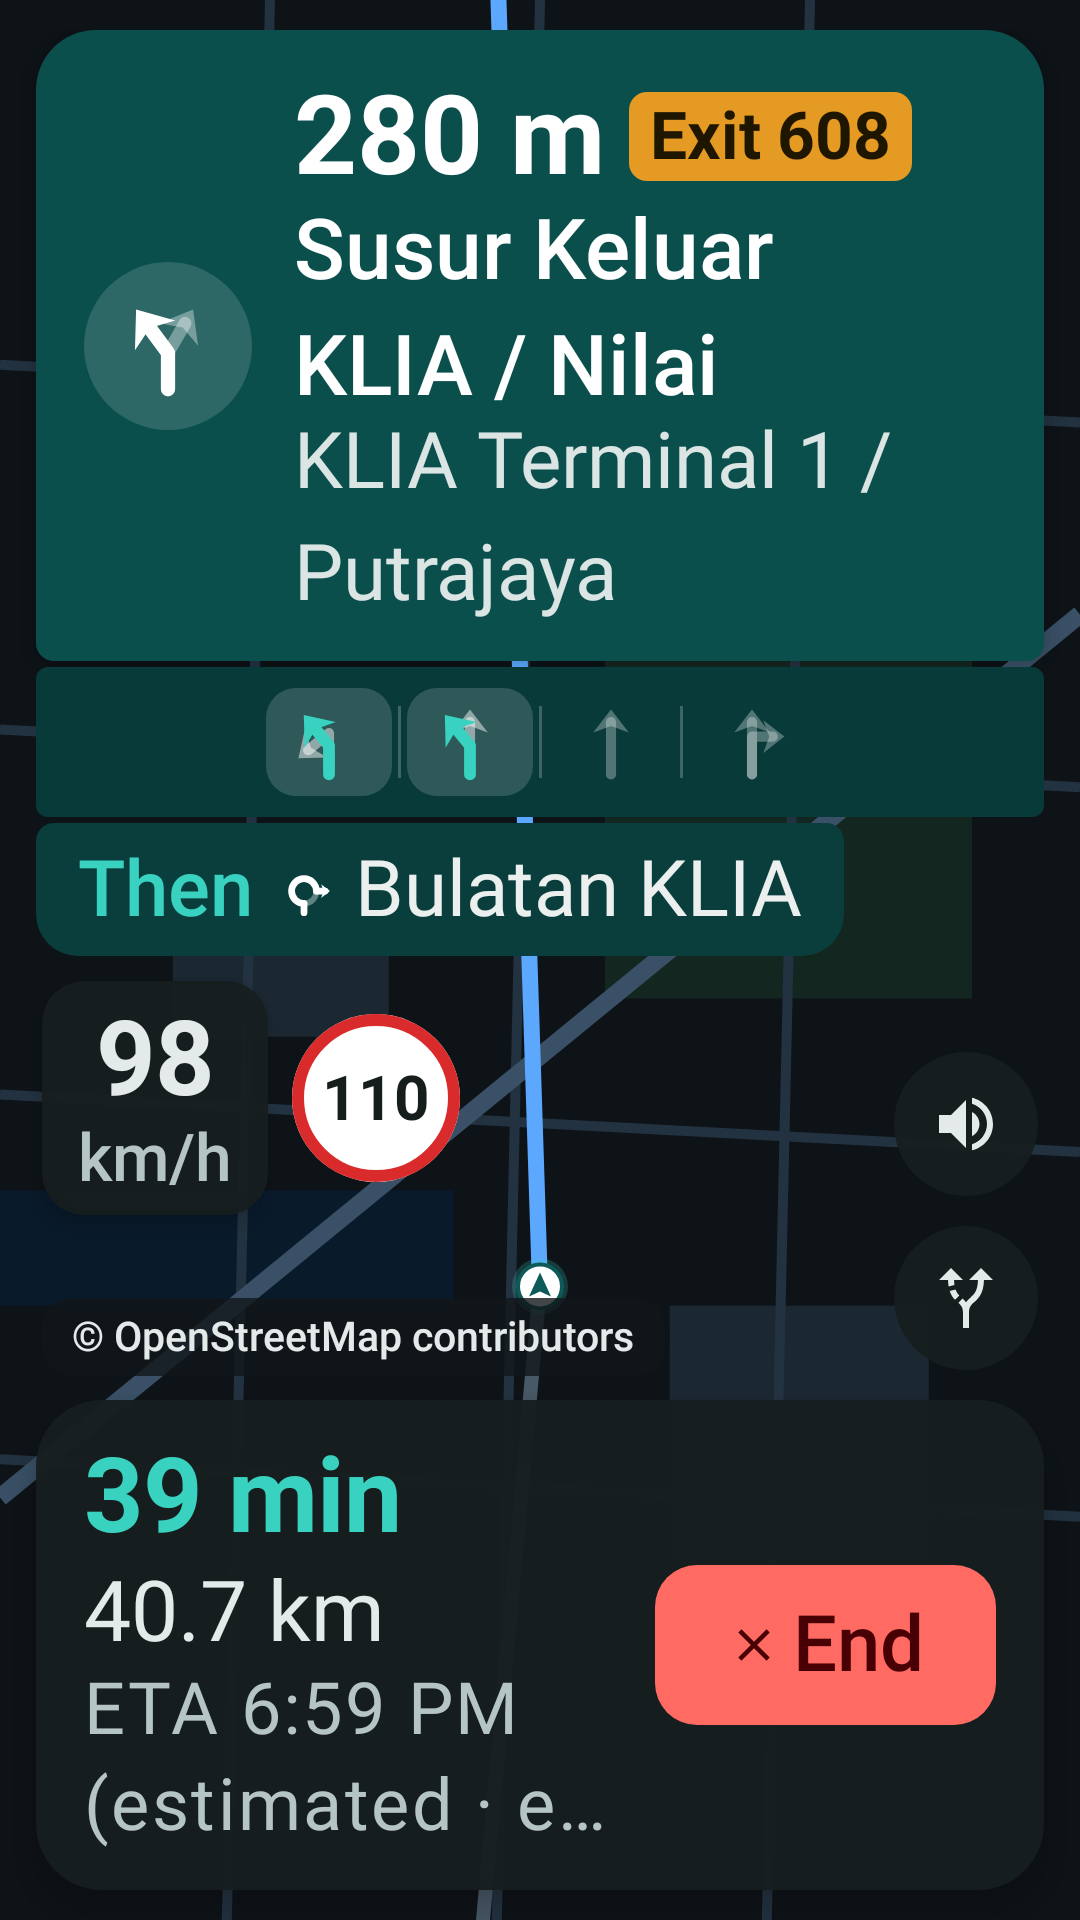 280 m Exit 608
Susur Keluar
KLIA / Nilai
KLIA Terminal 1 /
Putrajaya
Then Bulatan KLIA
98
km/h
110
© OpenStreetMap contributors
39 min
40.7 km
ETA 6:59 PM
(estimated · e…
× End